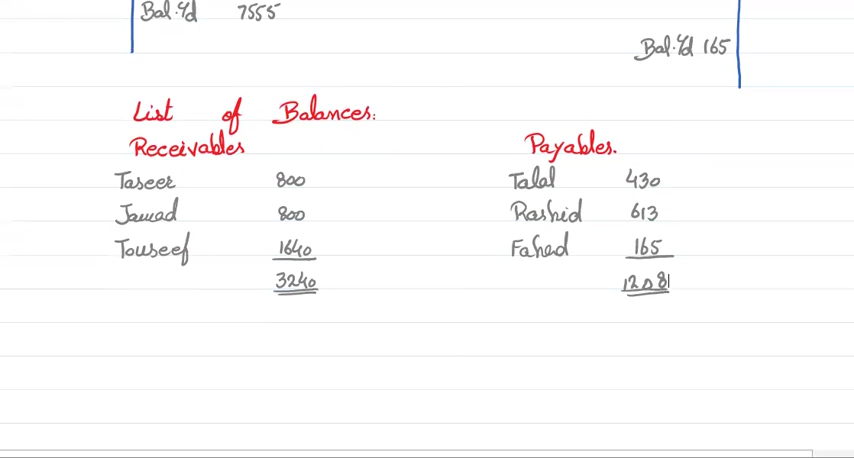 Bal. c/d 7555
Bal. c/d 165
List of Balances:
Receivables Payables.
Taseer 800 Talal 430
Jawad 800 Rashid 613
Touseef 1640 Fahed 165
3240 1208